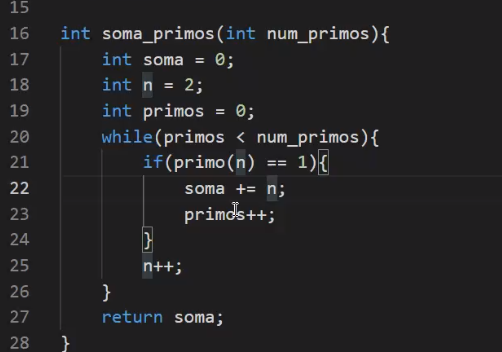 15
16 int soma_primos(int num_primos){
17     int soma = 0;
18     int n = 2;
19     int primos = 0;
20     while(primos < num_primos){
21         if(primo(n) == 1){
22             soma += n;
23             primos++;
24         }
25         n++;
26     }
27     return soma;
28 }